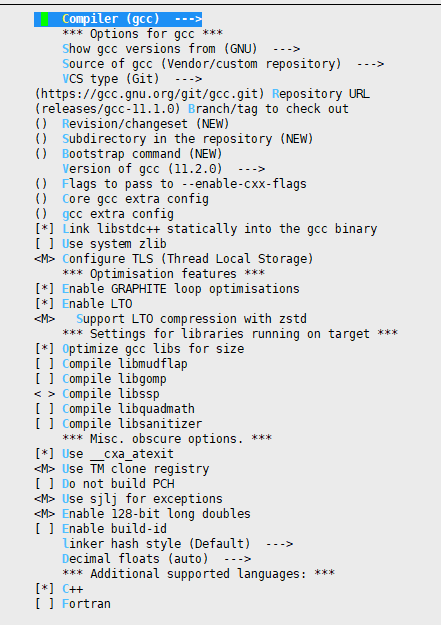 Compiler (gcc)  --->
*** Options for gcc ***
Show gcc versions from (GNU)  --->
Source of gcc (Vendor/custom repository)  --->
VCS type (Git)  --->
(https://gcc.gnu.org/git/gcc.git) Repository URL
(releases/gcc-11.1.0) Branch/tag to check out
()  Revision/changeset (NEW)
()  Subdirectory in the repository (NEW)
()  Bootstrap command (NEW)
Version of gcc (11.2.0)  --->
()  Flags to pass to --enable-cxx-flags
()  Core gcc extra config
()  gcc extra config
[*] Link libstdc++ statically into the gcc binary
[ ] Use system zlib
<M> Configure TLS (Thread Local Storage)
*** Optimisation features ***
[*] Enable GRAPHITE loop optimisations
[*] Enable LTO
<M>   Support LTO compression with zstd
*** Settings for libraries running on target ***
[*] Optimize gcc libs for size
[ ] Compile libmudflap
[ ] Compile libgomp
< > Compile libssp
[ ] Compile libquadmath
[ ] Compile libsanitizer
*** Misc. obscure options. ***
[*] Use __cxa_atexit
<M> Use TM clone registry
[ ] Do not build PCH
<M> Use sjlj for exceptions
<M> Enable 128-bit long doubles
[ ] Enable build-id
linker hash style (Default)  --->
Decimal floats (auto)  --->
*** Additional supported languages: ***
[*] C++
[ ] Fortran